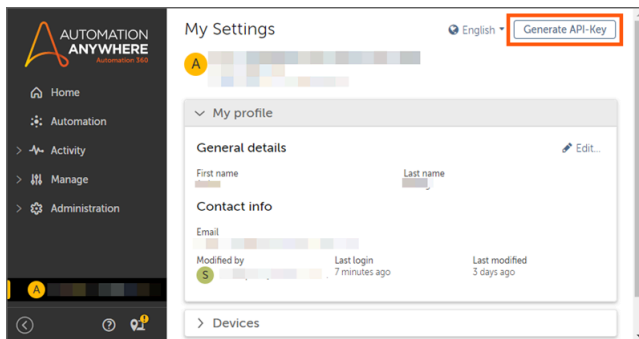 AUTOMATION
ANYWHERE
Automation 360
Home
Automation
Activity
Manage
Administration
A
My Settings
English
Generate API-Key
A
My profile
General details
Edit...
First name
Last name
Contact info
Email
Modified by
Last login
Last modified
S
7 minutes ago
3 days ago
Devices